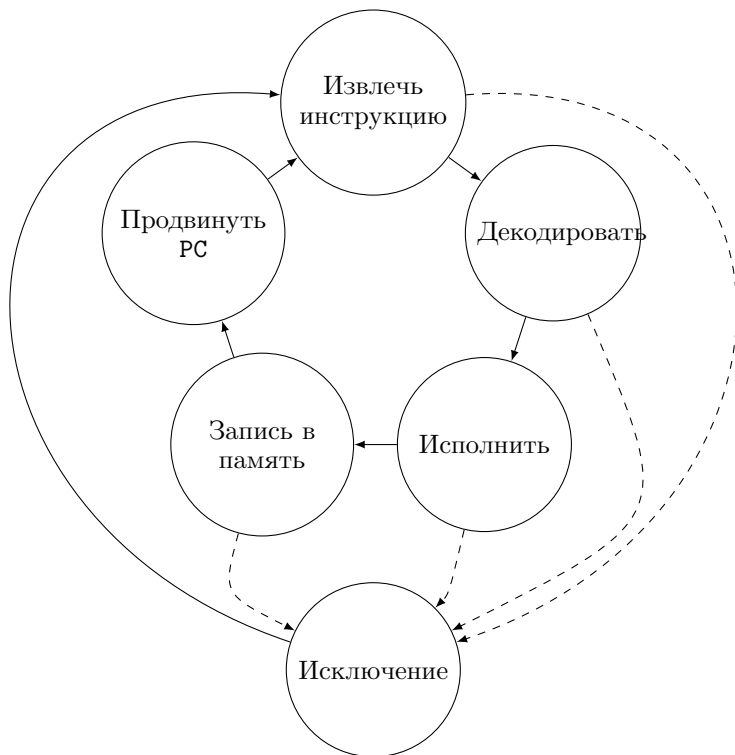 Извлечь
инструкцию
Продвинуть
PC
Декодировать
Запись в
память
Исполнить
Исключение